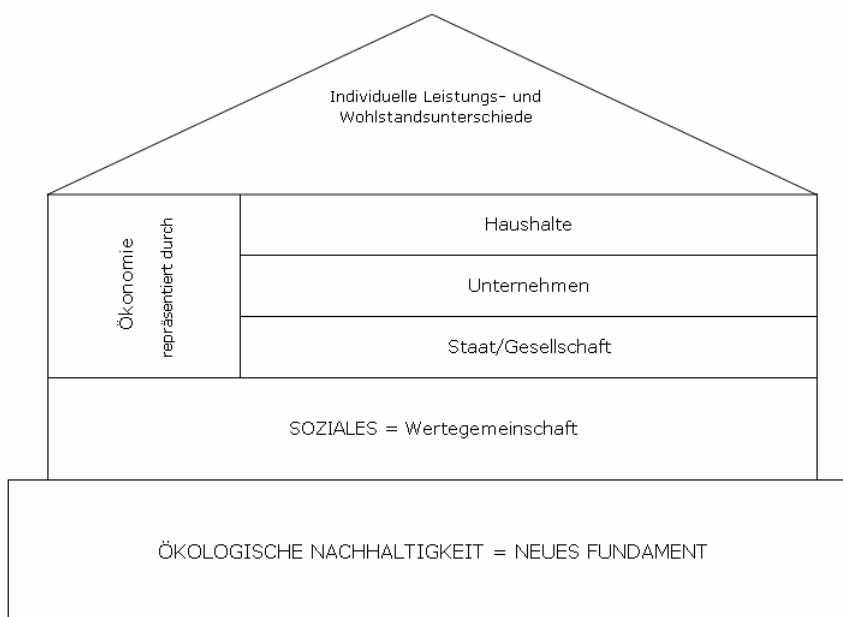 Individuelle Leistungs- und
Wohlstandsunterschiede
Ökonomie
repräsentiert durch
Haushalte
Unternehmen
Staat/Gesellschaft
SOZIALES = Wertegemeinschaft
ÖKOLOGISCHE NACHHALTIGKEIT = NEUES FUNDAMENT